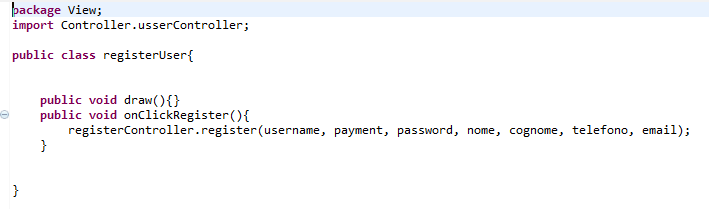 package View;
import Controller.usserController;
public class registerUser{
public void draw(){}
public void onClickRegister(){
registerController.register(username, payment, password, nome, cognome, telefono, email);
}
}